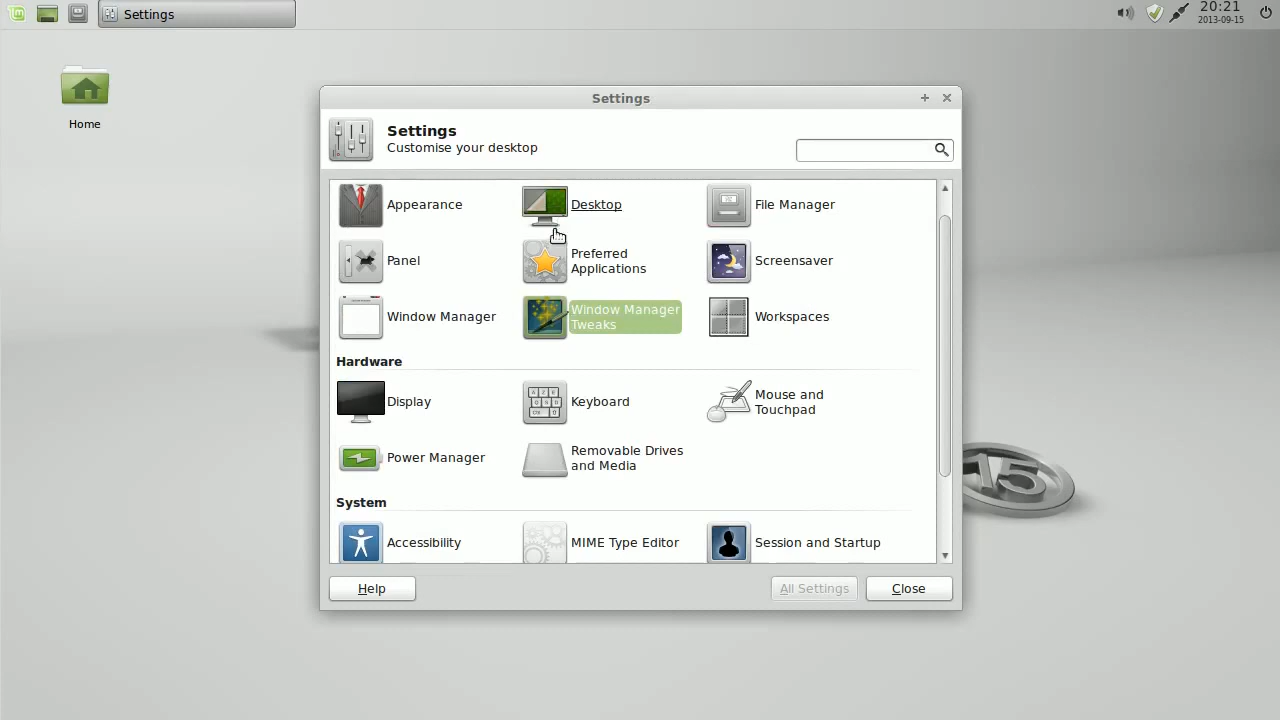 Settings
20:21
2013-09-15
Home
Settings
Settings
Customise your desktop
Appearance
Desktop
File Manager
Panel
Preferred
Applications
Screensaver
Window Manager
Window Manager
Tweaks
Workspaces
Hardware
Display
Keyboard
Mouse and
Touchpad
Power Manager
Removable Drives
and Media
System
Accessibility
MIME Type Editor
Session and Startup
Help
All Settings
Close
15